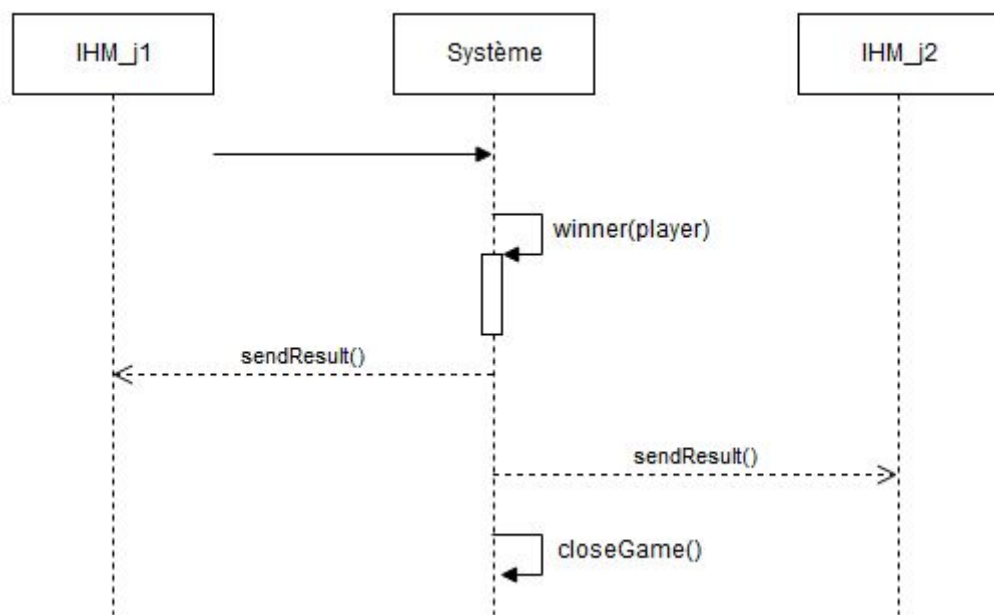 IHM_j1
Système
IHM_j2
winner(player)
sendResult()
sendResult()
closeGame()